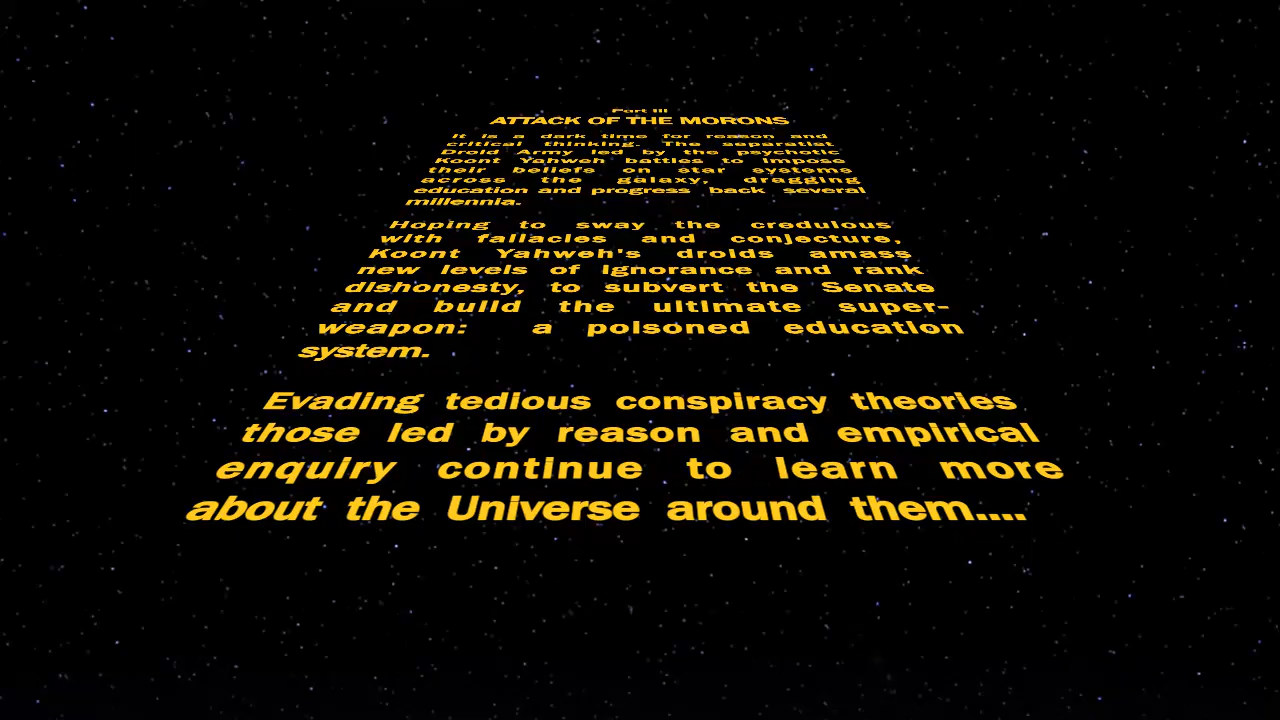 Part III
ATTACK OF THE MORONS
It is a dark time for reason and
critical thinking. The separatist
Droid Army led by the psychotic
Koont Yahweh battles to impose
their beliefs on star systems
across the galaxy, dragging
education and progress back several
millennia.
Hoping to sway the credulous
with fallacies and conjecture,
Koont Yahweh's droids amass
new levels of ignorance and rank
dishonesty, to subvert the Senate
and build the ultimate super-
weapon: a poisoned education
system.
Evading tedious conspiracy theories
those led by reason and empirical
enquiry continue to learn more
about the Universe around them....